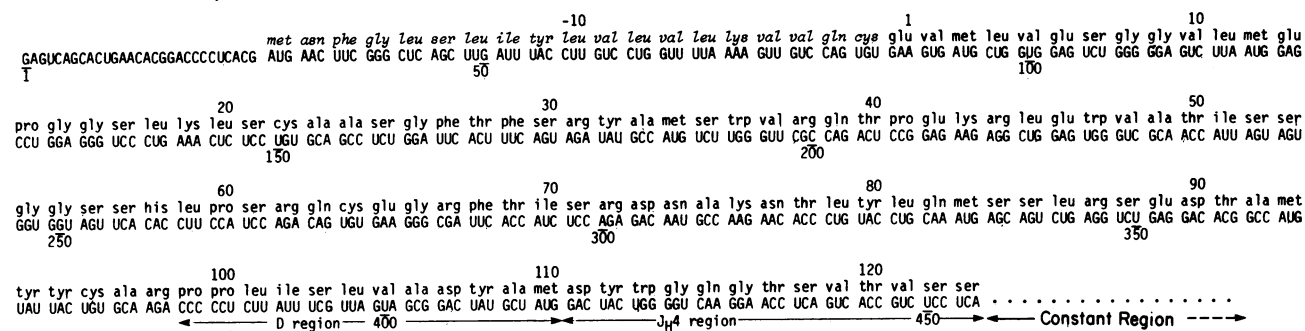 -10 1 10
met asn phe gly leu ser leu ile tyr leu val leu val leu lys val val gln cys glu val met leu val glu ser gly gly val leu met glu
GAGUCAGCACUGAACACGGACCCCUCACG AUG AAC UUC GGG CUC AGC UUG AUU UAC CUU GUC CUG GUU UUA AAA GUU GUC CAG UGU GAA GUG AUG CUG GUG GAG UCU GGG GGA GUC UUA AUG GAG
1 50 100
20 30 40 50
pro gly gly ser leu lys leu ser cys ala ala ser gly phe thr phe ser arg tyr ala met ser trp val arg gln thr pro glu lys arg leu glu trp val ala thr ile ser ser
CCU GGA GGG UCC CUG AAA CUC UCC UGU GCA GCC UCU GGA UUC ACU UUC AGU AGA UAU GCC AUG UCU UGG GUU CGC CAG ACU CCG GAG AAG AGG CUG GAG UGG GUC GCA ACC AUU AGU AGU
150 200
60 70 80 90
gly gly ser ser his leu pro ser arg gln cys glu gly arg phe thr ile ser arg asp asn ala lys asn thr leu tyr leu gln met ser ser leu arg ser glu asp thr ala met
GGU GGU AGU UCA CAC CUU CCA UCC AGA CAG UGU GAA GGG CGA UUC ACC AUC UCC AGA GAC AAU GCC AAG AAC ACC CUG UAC CUG CAA AUG AGC AGU CUG AGG UCU GAG GAC ACG GCC AUG
250 300 350
100 110 120
tyr tyr cys ala arg pro pro leu ile ser leu val ala asp tyr ala met asp tyr trp gly gln gly thr ser val thr val ser ser
UAU UAC UGU GCA AGA CCC CCU CUU AUU UCG UUA GUA GCG GAC UAU GCU AUG GAC UAC UGG GGU CAA GGA ACC UCA GUC ACC GUC UCC UCA . . . . . . . . . . . . . . . . .
D region 400 JH4 region 450 Constant Region